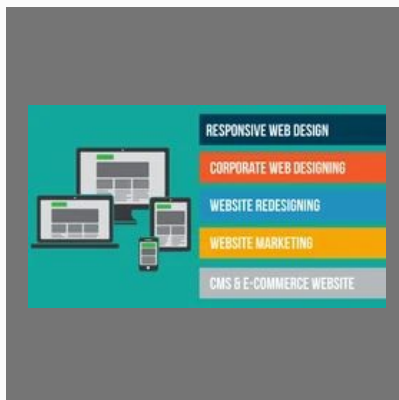 RESPONSIVE WEB DESIGN
CORPORATE WEB DESIGNING
WEBSITE REDESIGNING
WEBSITE MARKETING
CMS & E-COMMERCE WEBSITE